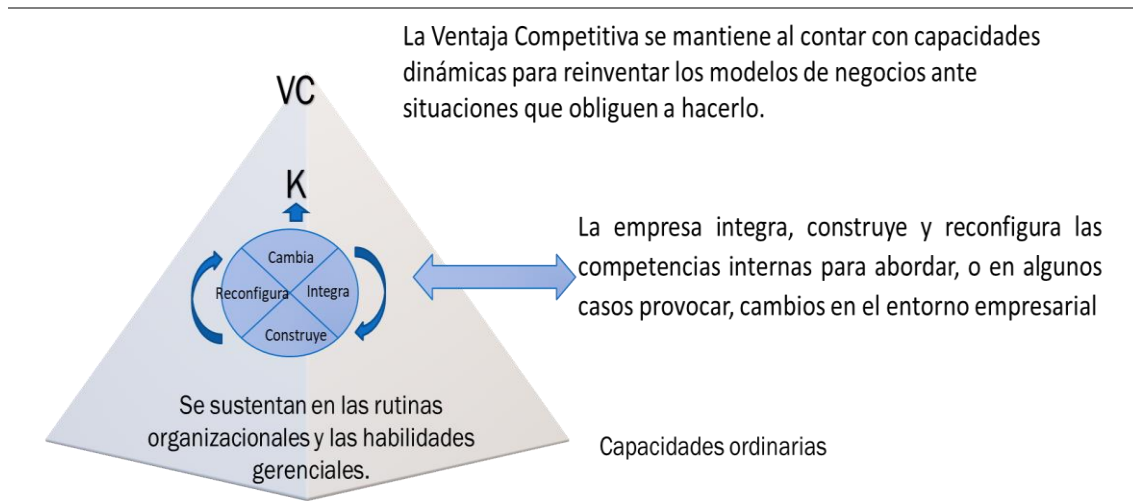 La Ventaja Competitiva se mantiene al contar con capacidades
dinámicas para reinventar los modelos de negocios ante
situaciones que obliguen a hacerlo.
VC
K
Cambia
Reconfigura
Integra
Construye
La empresa integra, construye y reconfigura las
competencias internas para abordar, o en algunos
casos provocar, cambios en el entorno empresarial
Se sustentan en las rutinas
organizacionales y las habilidades
gerenciales.
Capacidades ordinarias